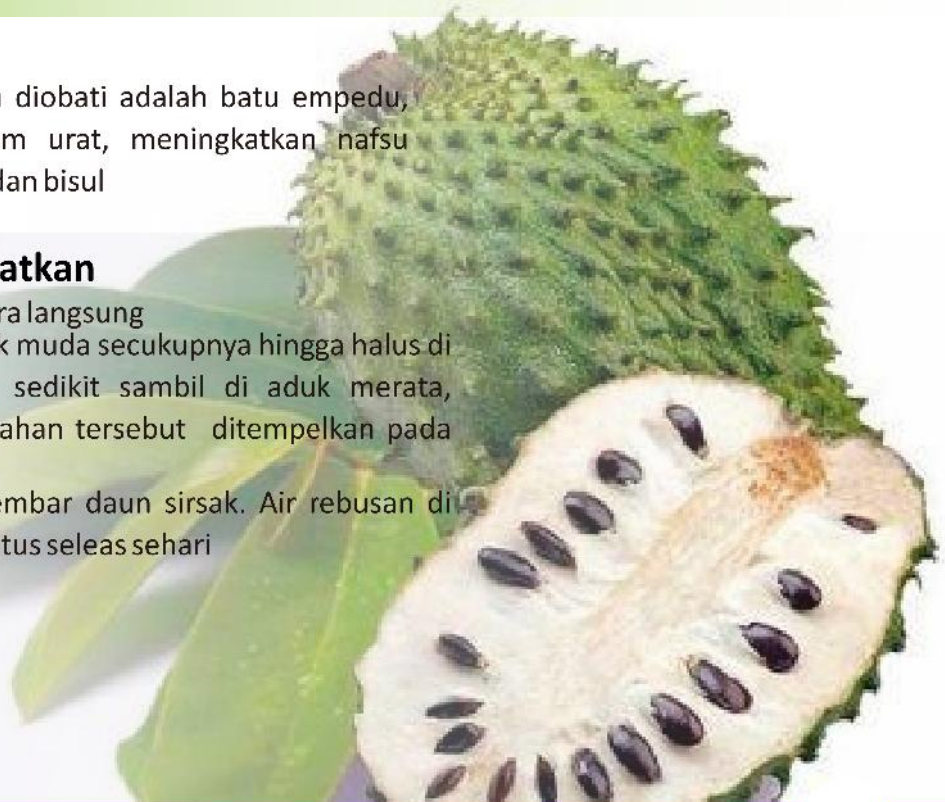 diobati adalah batu empedu,
m urat, meningkatkan nafsu
dan bisul
atkan
ra langsung
k muda secukupnya hingga halus di
sedikit sambil di aduk merata,
ahan tersebut ditempelkan pada
embar daun sirsak. Air rebusan di
tus seleas sehari